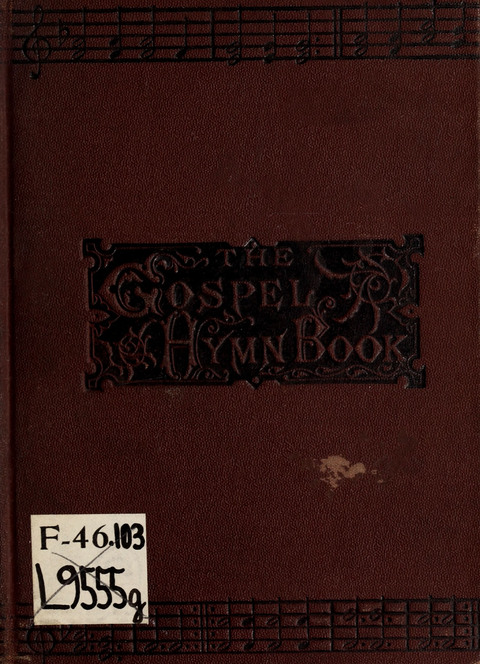 THE
GOSPEL
HYMN BOOK
F-46.103
L9555g